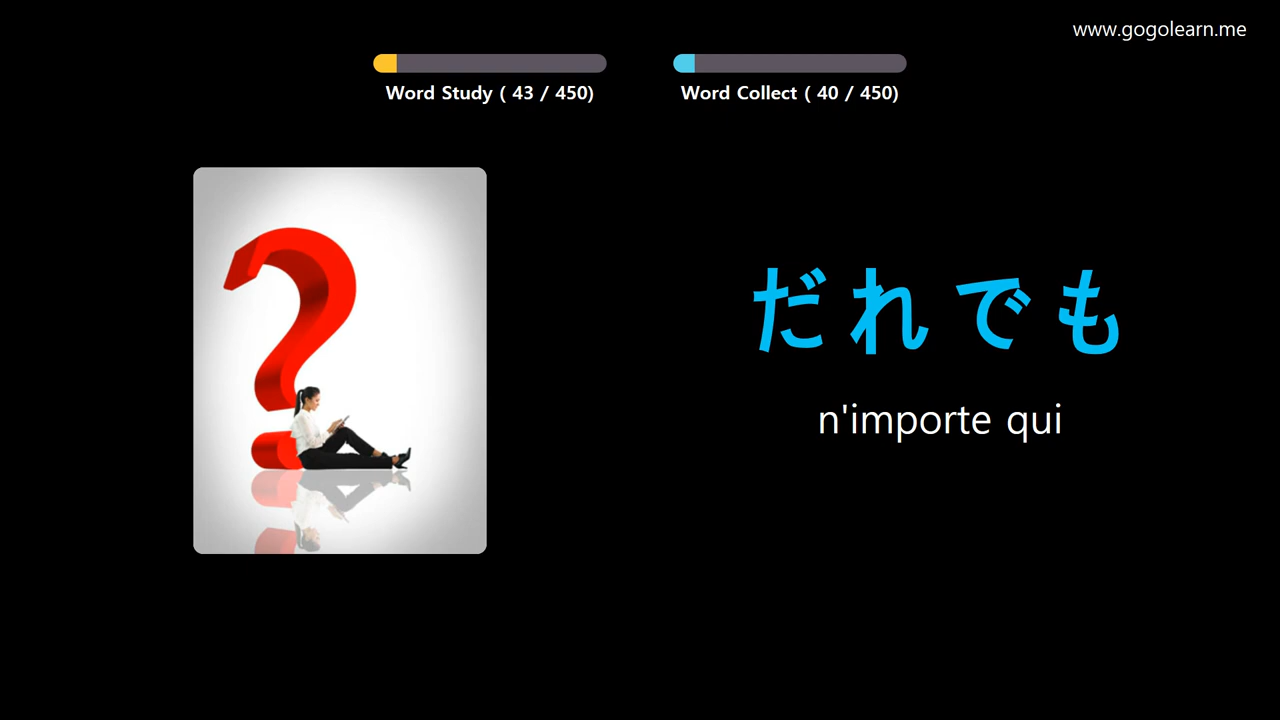 www.gogolearn.me
Word Study ( 43 / 450)
Word Collect ( 40 / 450)
だれでも
n'importe qui